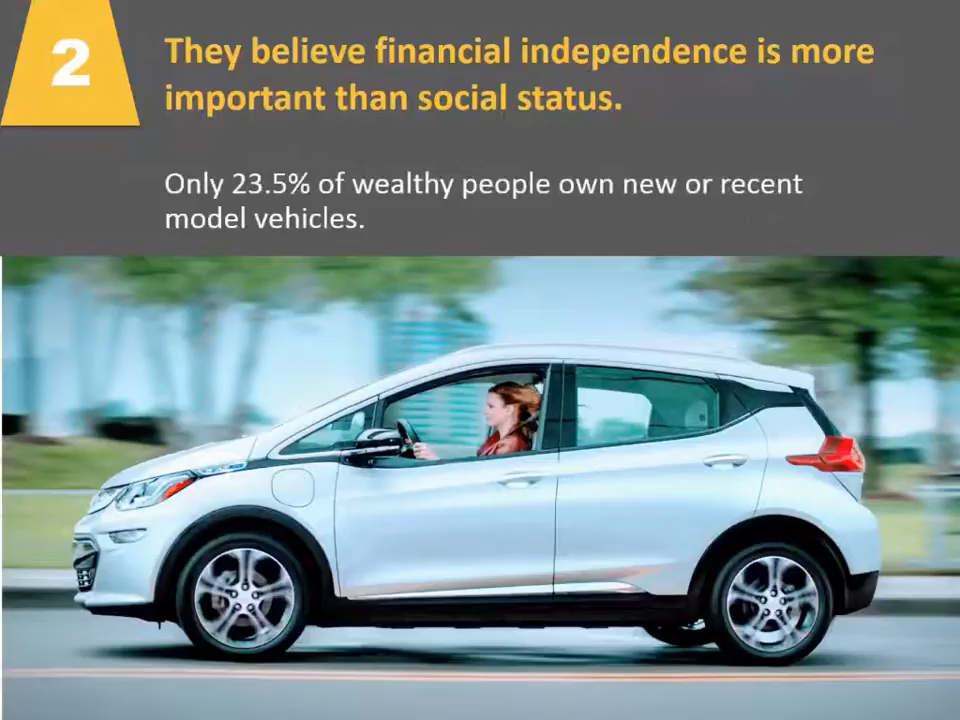 2
They believe financial independence is more
important than social status.
Only 23.5% of wealthy people own new or recent
model vehicles.